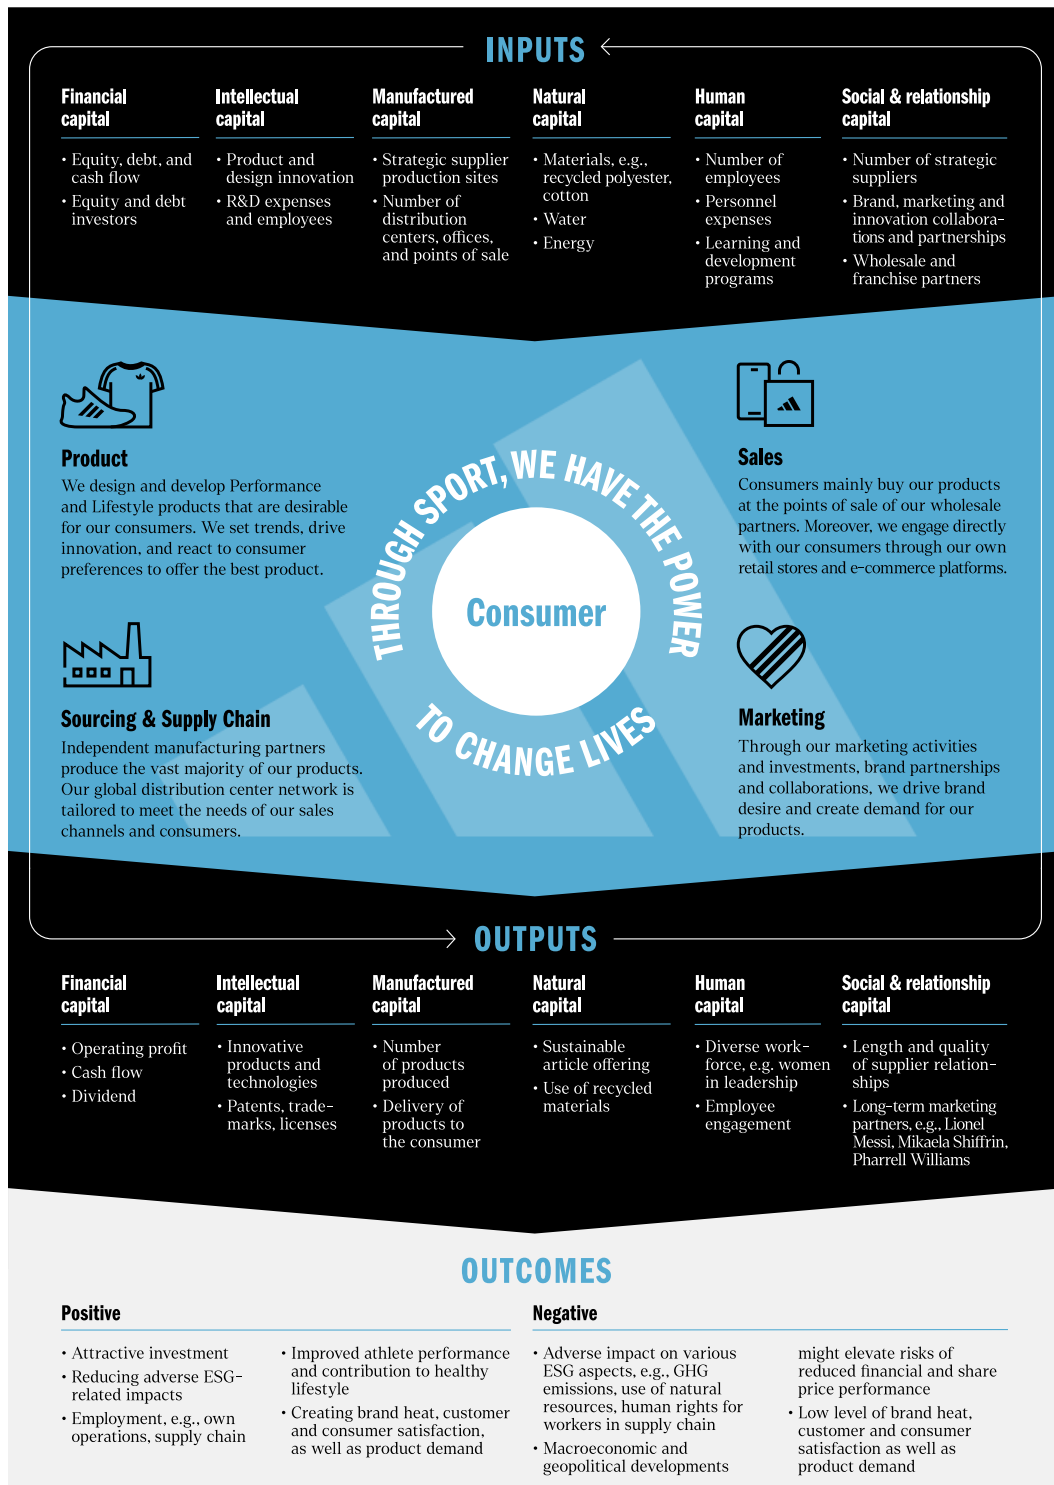 INPUTS
Financial
capital
• Equity, debt, and
cash flow
• Equity and debt
investors
Intellectual
capital
• Product and
design innovation
• R&D expenses
and employees
Manufactured
capital
• Strategic supplier
production sites
• Number of
distribution
centers, offices,
and points of sale
Natural
capital
• Materials, e.g.,
recycled polyester,
cotton
• Water
• Energy
Human
capital
• Number of
employees
• Personnel
expenses
• Learning and
development
programs
Social & relationship
capital
• Number of strategic
suppliers
• Brand, marketing and
innovation collabora-
tions and partnerships
• Wholesale and
franchise partners
Product
We design and develop Performance
and Lifestyle products that are desirable
for our consumers. We set trends, drive
innovation, and react to consumer
preferences to offer the best product.
Sourcing & Supply Chain
Independent manufacturing partners
produce the vast majority of our products.
Our global distribution center network is
tailored to meet the needs of our sales
channels and consumers.
THROUGH SPORT, WE HAVE THE POWER
Consumer
TO CHANGE LIVES
Sales
Consumers mainly buy our products
at the points of sale of our wholesale
partners. Moreover, we engage directly
with our consumers through our own
retail stores and e-commerce platforms.
Marketing
Through our marketing activities
and investments, brand partnerships
and collaborations, we drive brand
desire and create demand for our
products.
OUTPUTS
Financial
capital
• Operating profit
• Cash flow
• Dividend
Intellectual
capital
• Innovative
products and
technologies
• Patents, trade-
marks, licenses
Manufactured
capital
• Number
of products
produced
• Delivery of
products to
the consumer
Natural
capital
• Sustainable
article offering
• Use of recycled
materials
Human
capital
• Diverse work-
force, e.g. women
in leadership
• Employee
engagement
Social & relationship
capital
• Length and quality
of supplier relation-
ships
• Long-term marketing
partners, e.g., Lionel
Messi, Mikaela Shiffrin,
Pharrell Williams
OUTCOMES
Positive
• Attractive investment
• Reducing adverse ESG-
related impacts
• Employment, e.g., own
operations, supply chain
• Improved athlete performance
and contribution to healthy
lifestyle
• Creating brand heat, customer
and consumer satisfaction,
as well as product demand
Negative
• Adverse impact on various
ESG aspects, e.g., GHG
emissions, use of natural
resources, human rights for
workers in supply chain
• Macroeconomic and
geopolitical developments
might elevate risks of
reduced financial and share
price performance
• Low level of brand heat,
customer and consumer
satisfaction as well as
product demand